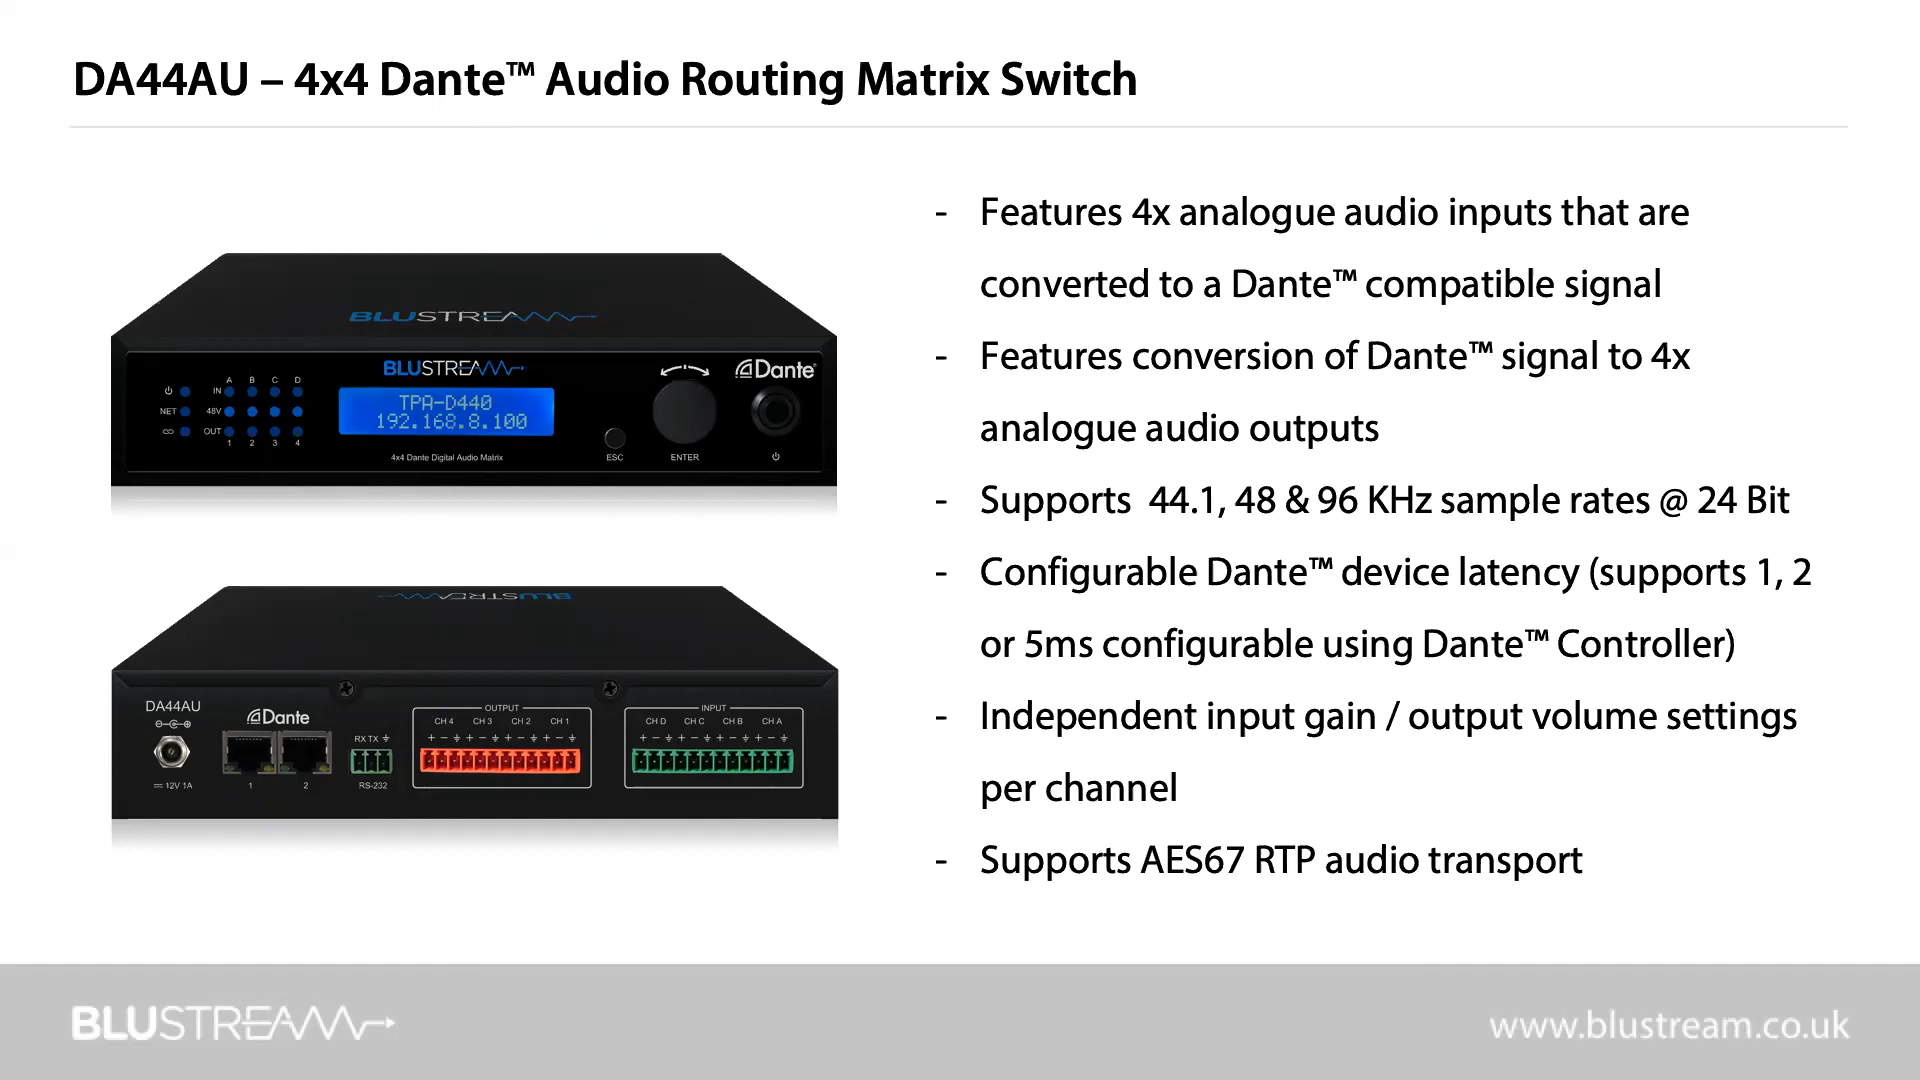 DA44AU – 4x4 Dante™ Audio Routing Matrix Switch
BLUSTREAM
BLUSTREAM
Dante
A B C D
IN
NET 48V
OUT
1 2 3 4
TPA-D440
192.168.8.100
4x4 Dante Digital Audio Matrix
ESC
ENTER
BLUSTREAM
DA44AU
Dante
12V 1A
1 2
RX TX
RS-232
OUTPUT
CH 4 CH 3 CH 2 CH 1
+ − + − + − + −
INPUT
CH D CH C CH B CH A
+ − + − + − + −
- Features 4x analogue audio inputs that are
converted to a Dante™ compatible signal
- Features conversion of Dante™ signal to 4x
analogue audio outputs
- Supports 44.1, 48 & 96 KHz sample rates @ 24 Bit
- Configurable Dante™ device latency (supports 1, 2
or 5ms configurable using Dante™ Controller)
- Independent input gain / output volume settings
per channel
- Supports AES67 RTP audio transport
BLUSTREAM
www.blustream.co.uk